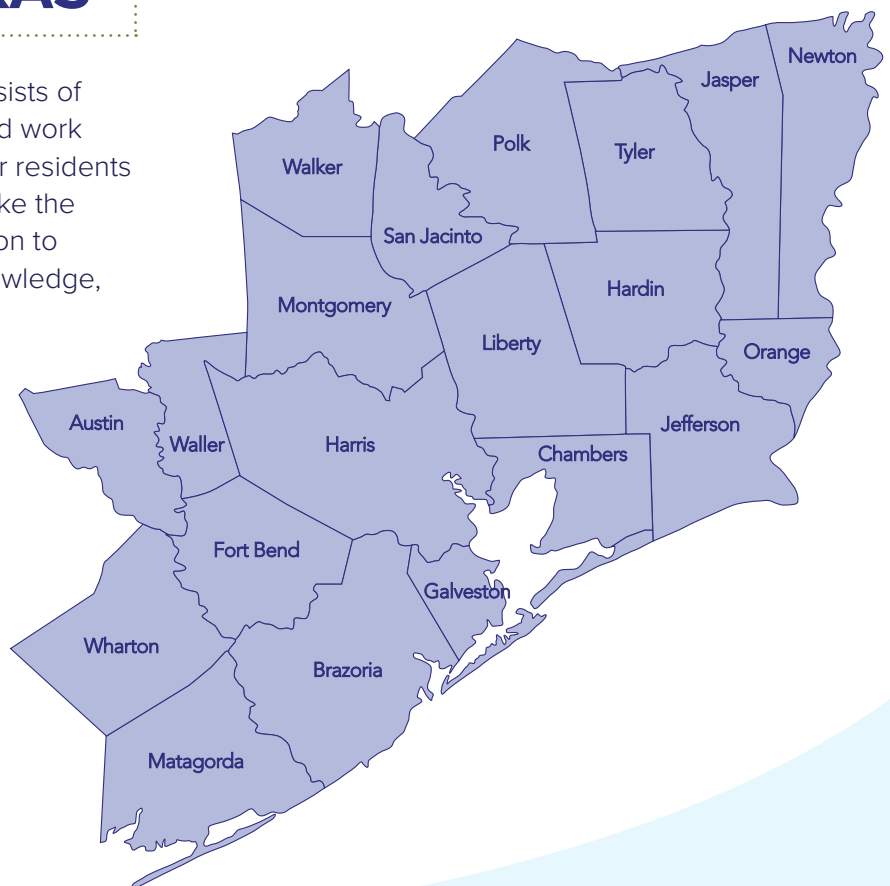 sists of
d work
r residents
ke the
on to
wledge,
Newton
Jasper
Polk
Tyler
Walker
San Jacinto
Hardin
Montgomery
Liberty
Orange
Austin
Jefferson
Waller
Harris
Chambers
Fort Bend
Galveston
Wharton
Brazoria
Matagorda